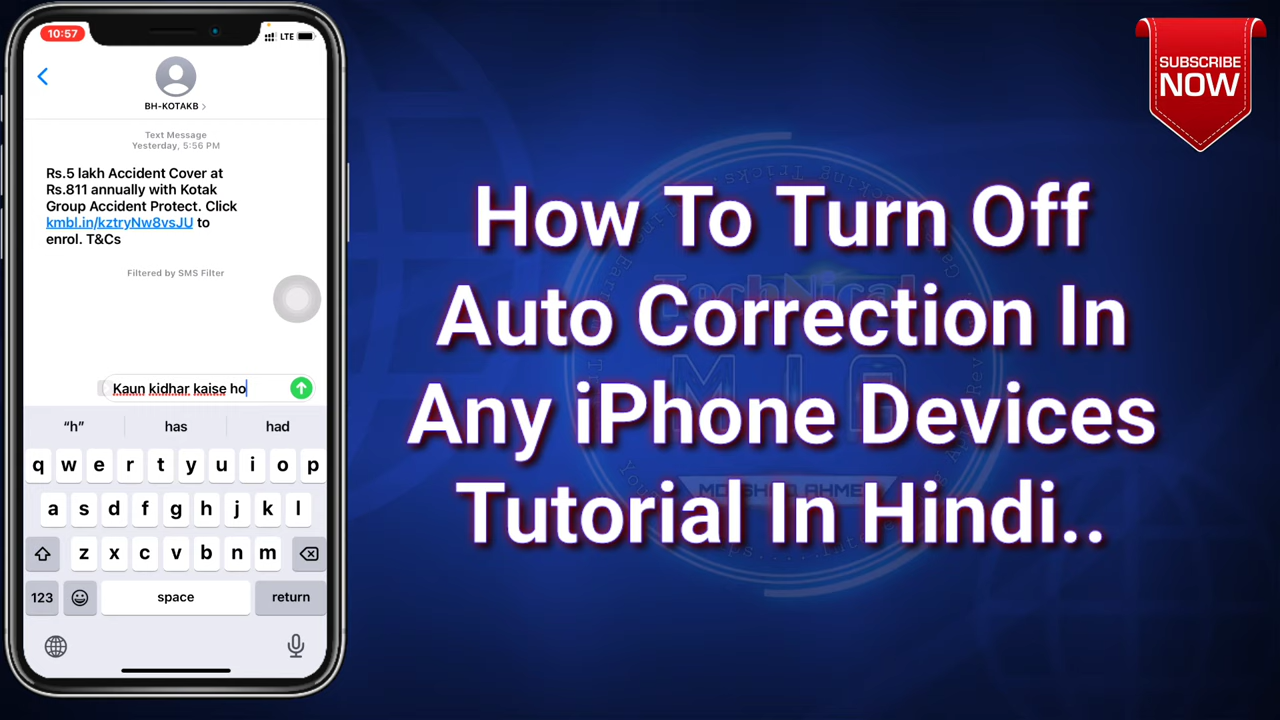 10:57
LTE
BH-KOTAKB >
Text Message
Yesterday, 5:56 PM
Rs.5 lakh Accident Cover at
Rs.811 annually with Kotak
Group Accident Protect. Click
kmbl.in/kztryNw8vsJU to
enrol. T&Cs
Filtered by SMS Filter
Kaun kidhar kaise ho
“h” has had
q w e r t y u i o p
a s d f g h j k l
z x c v b n m
123 space return
SUBSCRIBE
NOW
How To Turn Off
Auto Correction In
Any iPhone Devices
Tutorial In Hindi..
TechNical
MIA